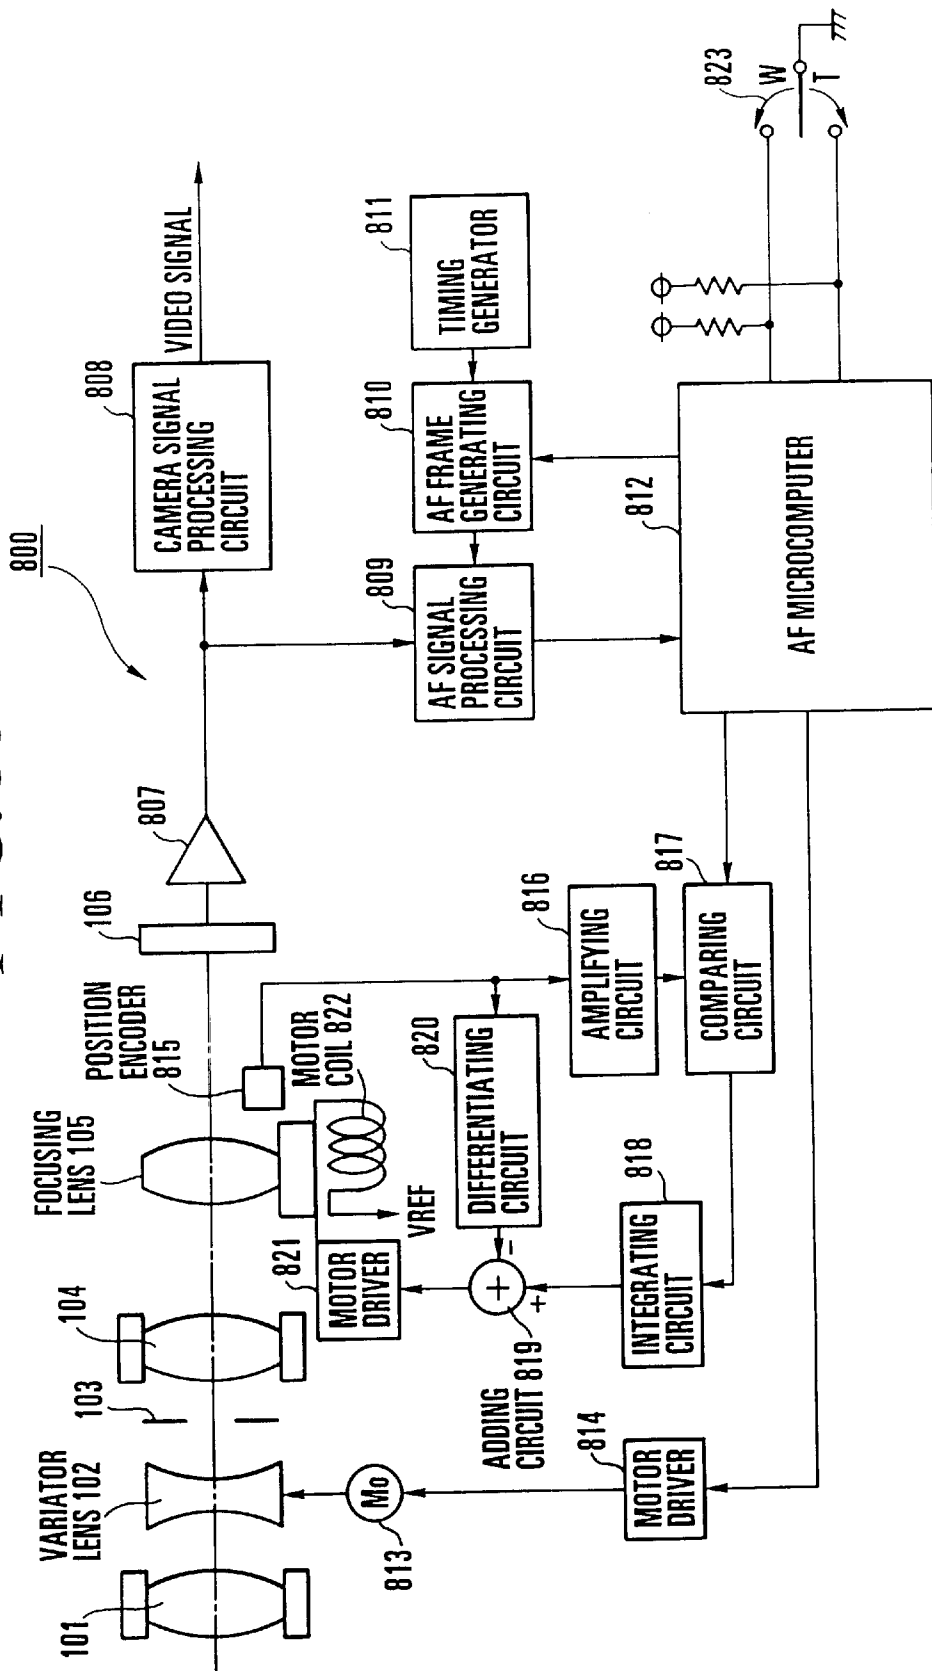 800
VIDEO SIGNAL
808
CAMERA SIGNAL
PROCESSING
CIRCUIT
807
106
POSITION
ENCODER
815
FOCUSING
LENS 105
104
103
VARIATOR
LENS 102
101
MOTOR
COIL 822
VREF
821
MOTOR
DRIVER
Mo
813
811
TIMING
GENERATOR
810
AF FRAME
GENERATING
CIRCUIT
809
AF SIGNAL
PROCESSING
CIRCUIT
820
DIFFERENTIATING
CIRCUIT
-
+
+
ADDING
CIRCUIT 819
816
AMPLIFYING
CIRCUIT
817
COMPARING
CIRCUIT
818
INTEGRATING
CIRCUIT
814
MOTOR
DRIVER
812
AF MICROCOMPUTER
823
W
T